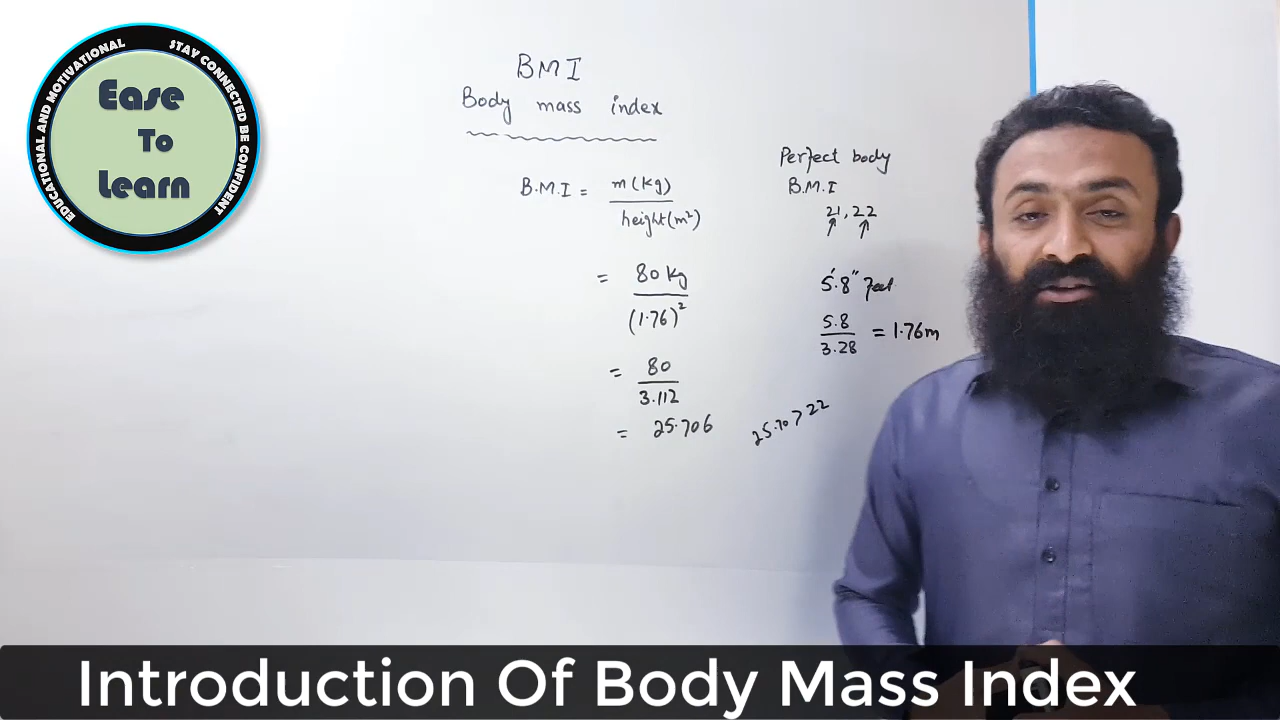 EDUCATIONAL AND MOTIVATIONAL
STAY CONNECTED BE CONFIDENT
Ease
To
Learn
BMI
Body mass index
B.M.I = m(Kg)
height(m²)
= 80 Kg
(1.76)²
= 80
3.112
= 25.706
25.70 > 22
Perfect body
B.M.I
21, 22
↑ ↑
5'.8" feet
5.8
3.28
= 1.76m
Introduction Of Body Mass Index